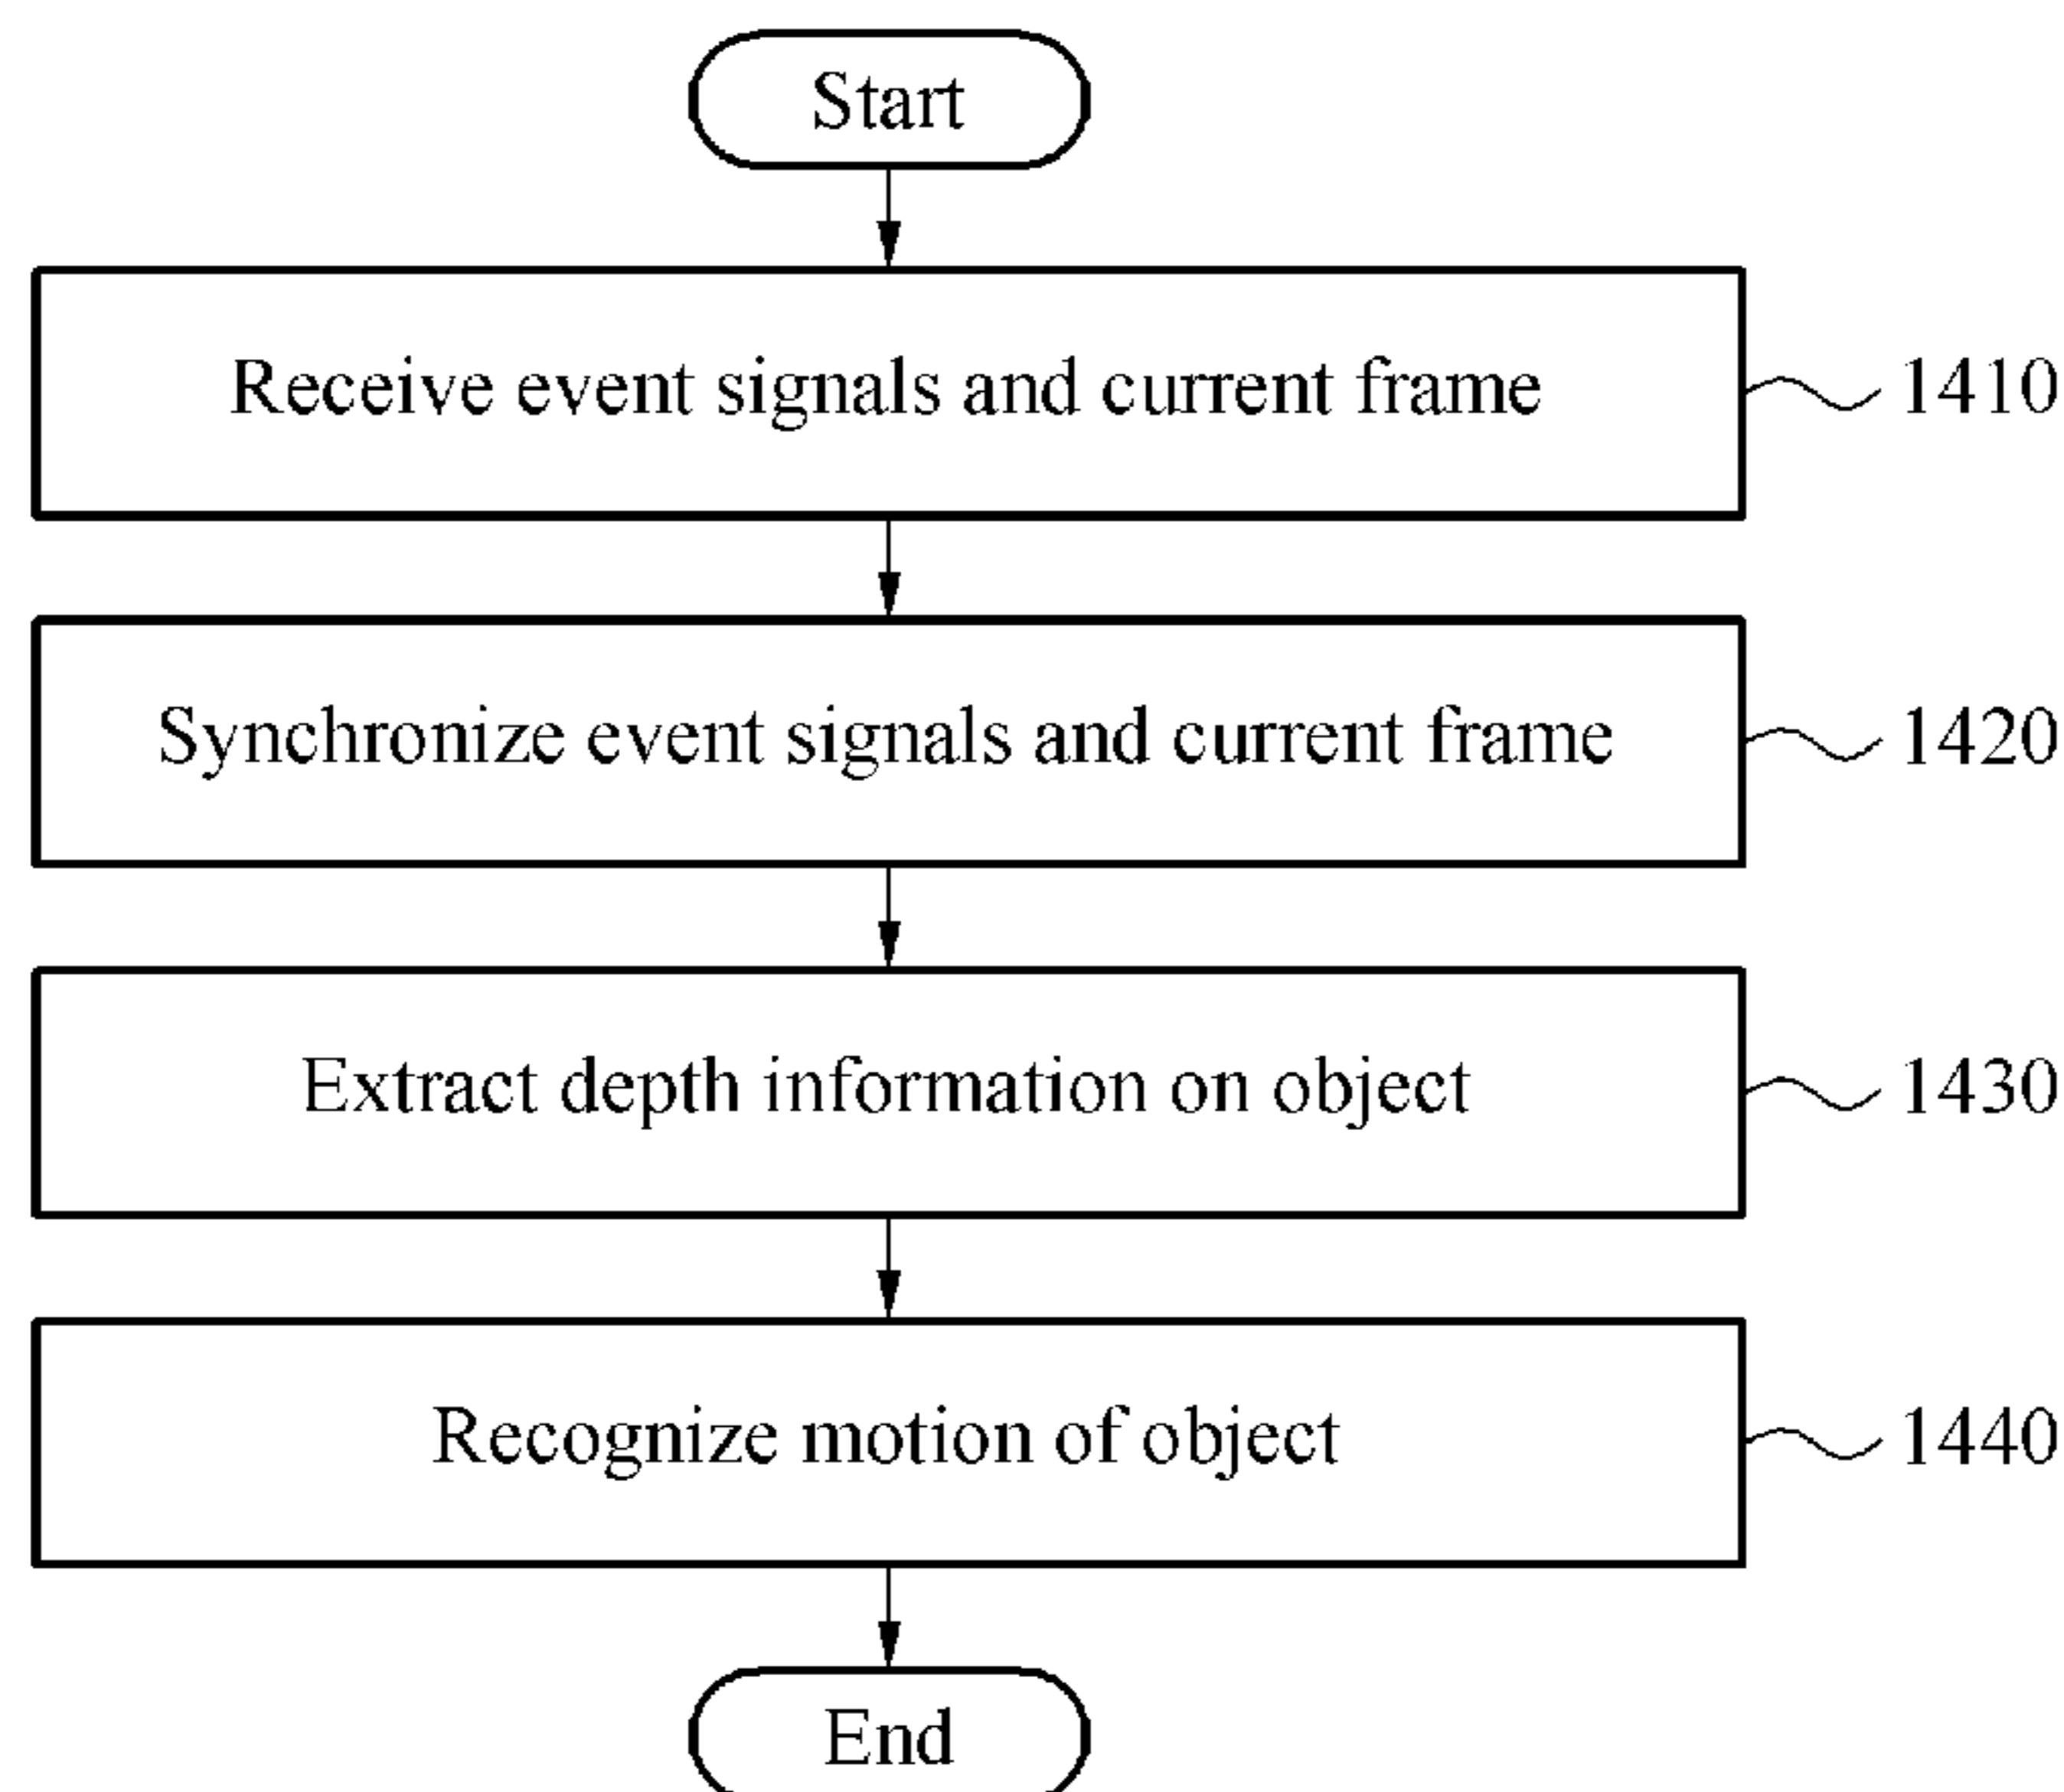 Start
Receive event signals and current frame
1410
Synchronize event signals and current frame
1420
Extract depth information on object
1430
Recognize motion of object
1440
End